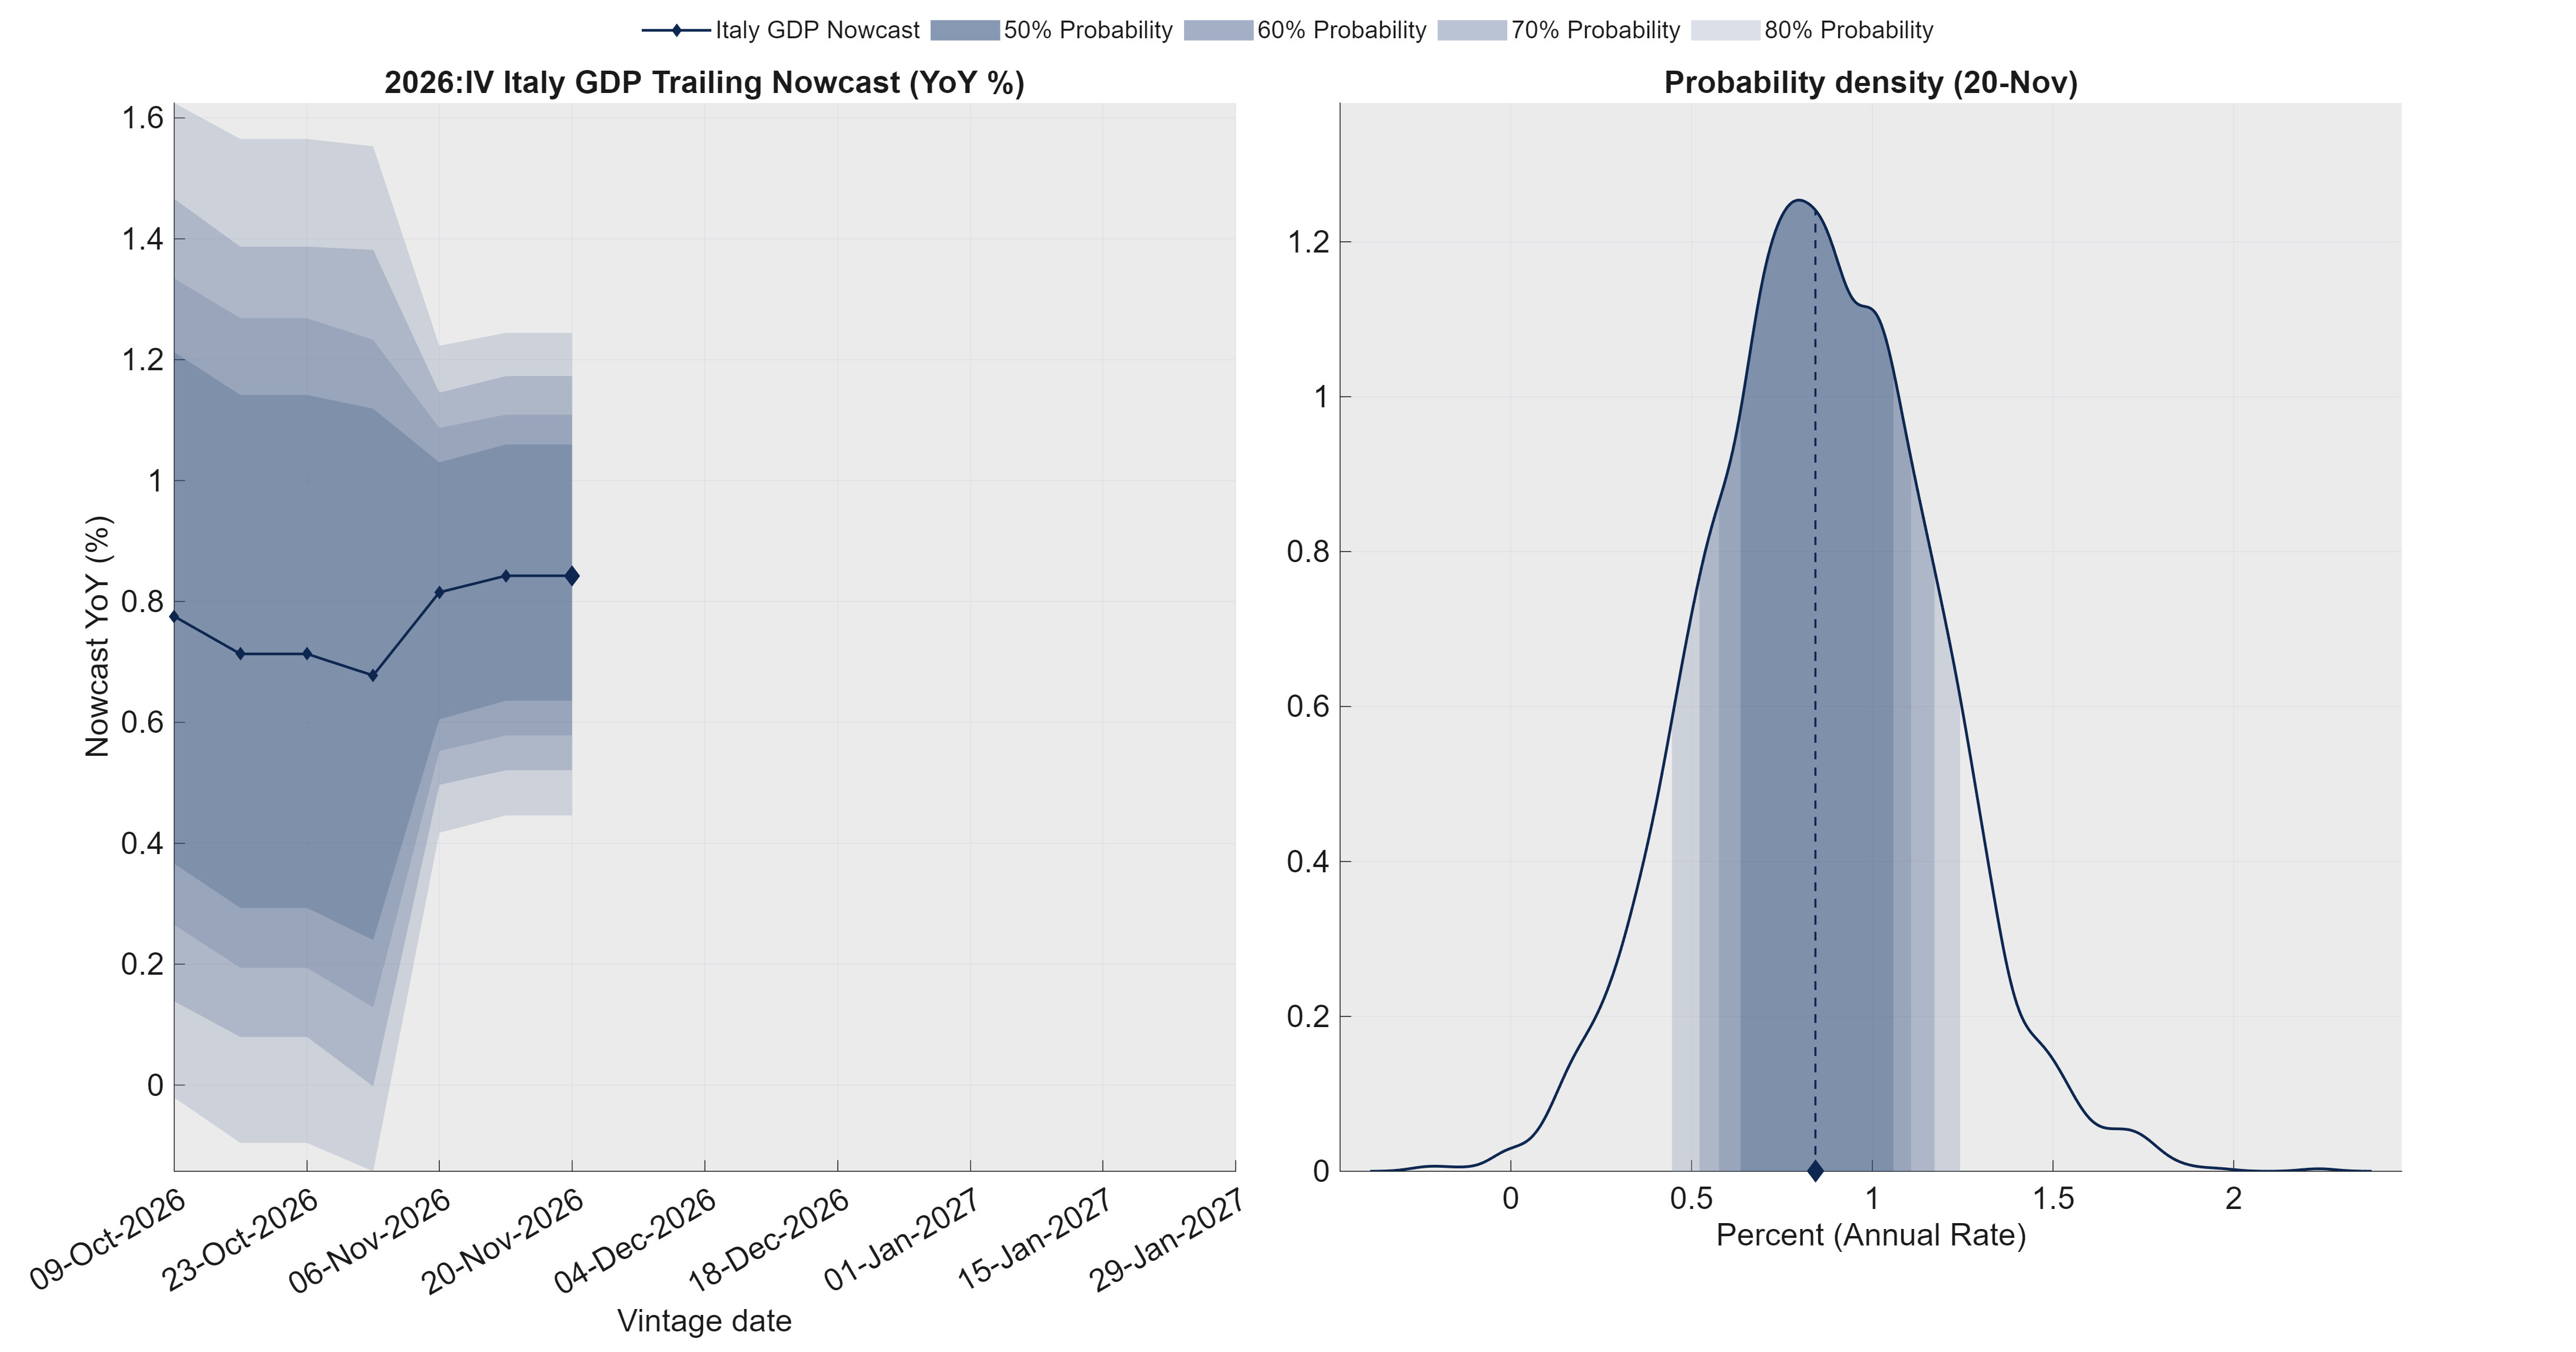 Italy GDP Nowcast 50% Probability 60% Probability 70% Probability 80% Probability
2026:IV Italy GDP Trailing Nowcast (YoY %)
Nowcast YoY (%)
1.6
1.4
1.2
1
0.8
0.6
0.4
0.2
0
09-Oct-2026
23-Oct-2026
06-Nov-2026
20-Nov-2026
04-Dec-2026
18-Dec-2026
01-Jan-2027
15-Jan-2027
29-Jan-2027
Vintage date
Probability density (20-Nov)
1.2
1
0.8
0.6
0.4
0.2
0
0 0.5 1 1.5 2
Percent (Annual Rate)